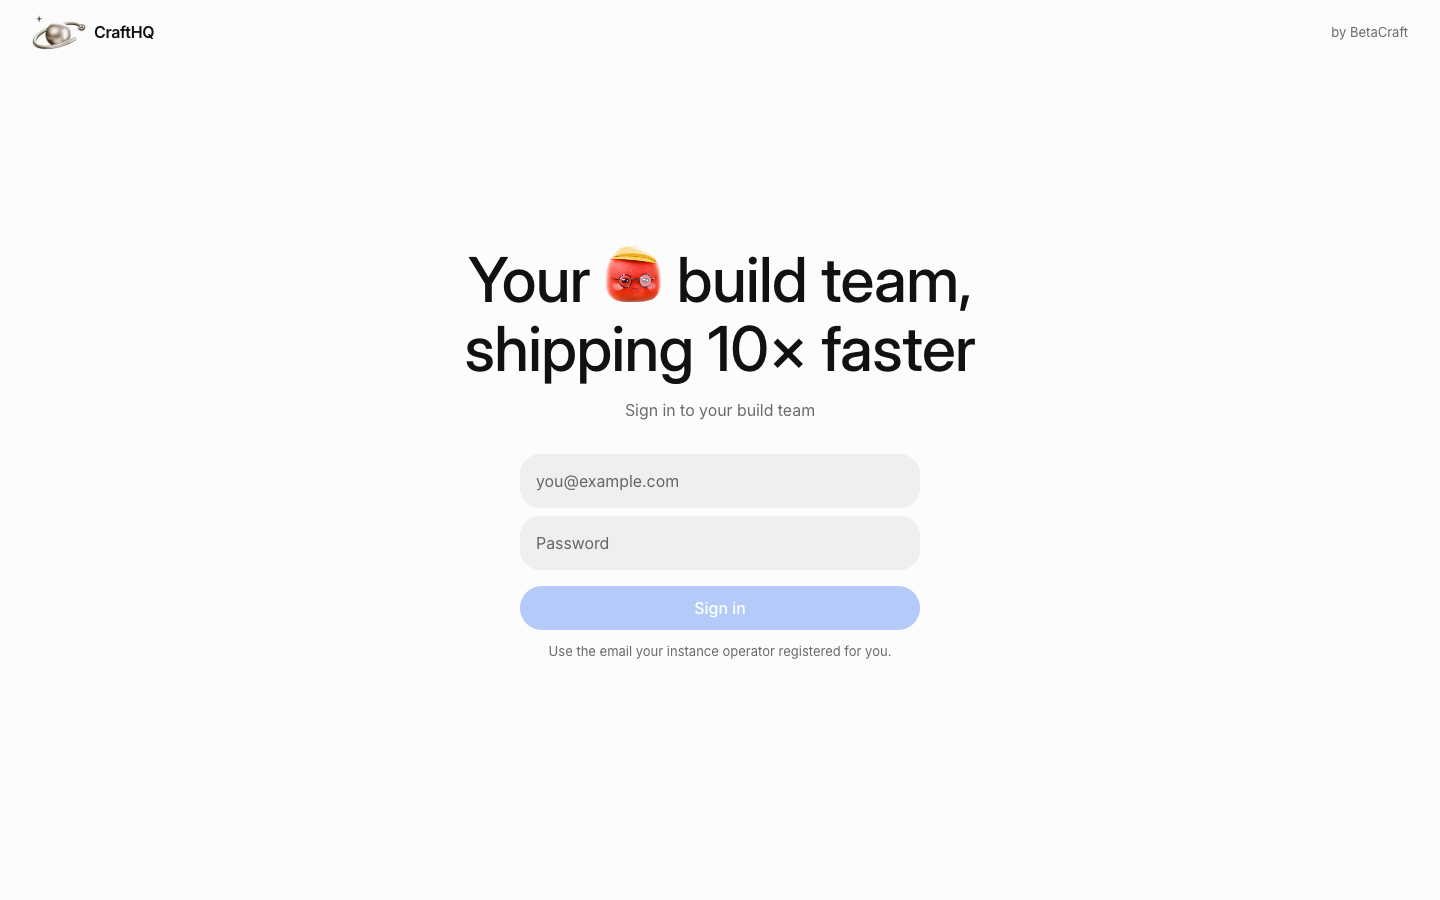 CraftHQ
by BetaCraft
Your build team,
shipping 10× faster
Sign in to your build team
you@example.com
Password
Sign in
Use the email your instance operator registered for you.